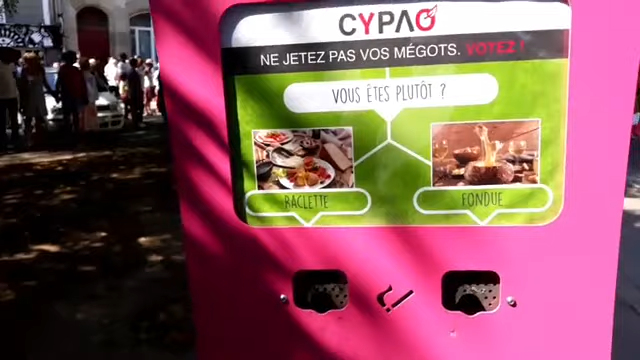 CYPAO
NE JETEZ PAS VOS MÉGOTS. VOTEZ !
VOUS ÊTES PLUTÔT ?
RACLETTE
FONDUE